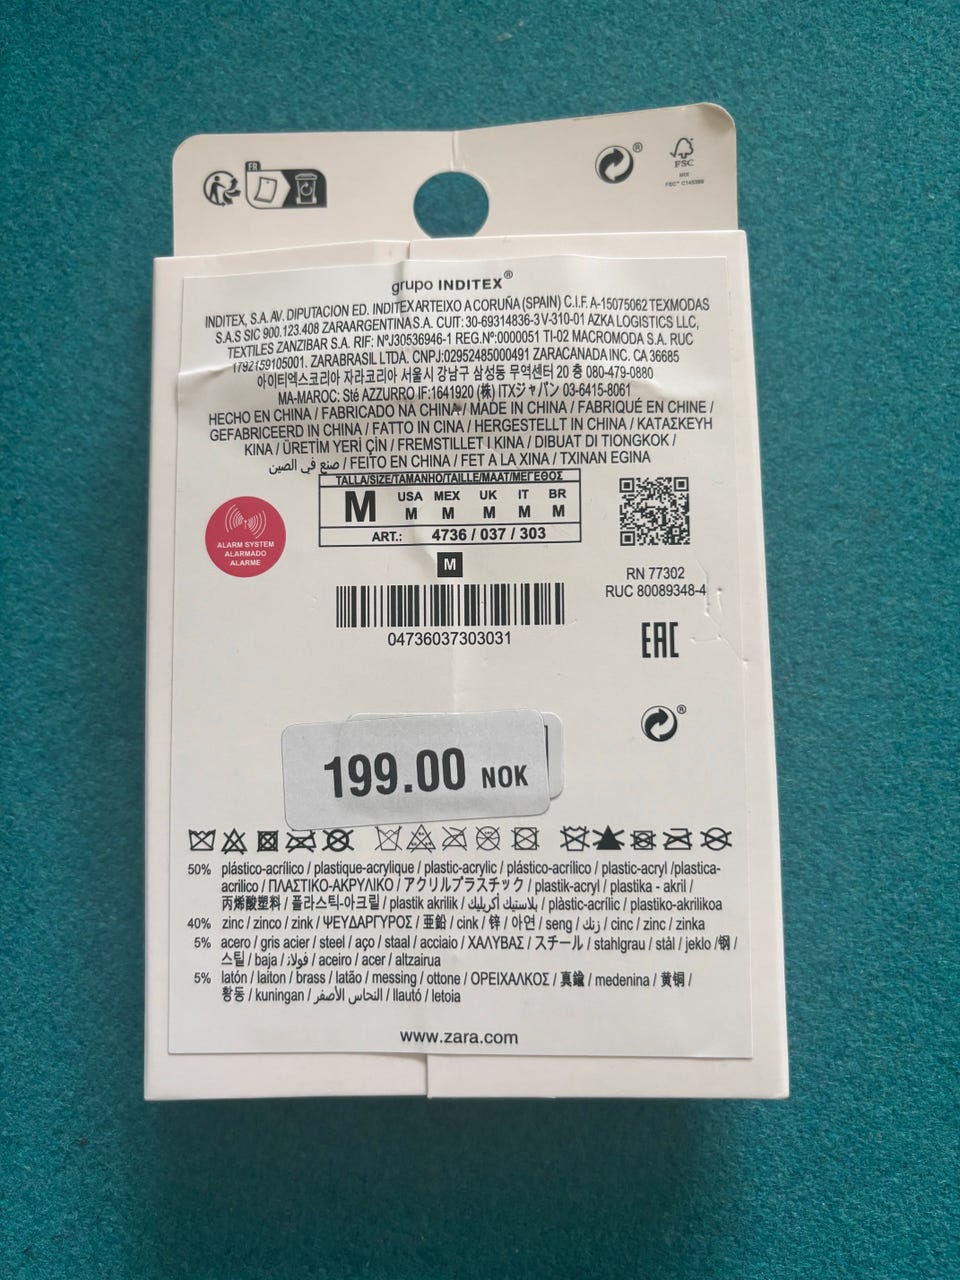 FR
FSC
MIX
grupo INDITEX®
INDITEX, S.A. AV. DIPUTACION ED. INDITEX ARTEIXO A CORUÑA (SPAIN) C.I.F. A-15075062 TEXMODAS
S.A.S SIC 900.123.408 ZARA ARGENTINA S.A. CUIT: 30-69314836-3 V-310-01 AZKA LOGISTICS LLC,
TEXTILES ZANZIBAR S.A. RIF: NºJ30536946-1 REG.Nº:0000051 TI-02 MACROMODA S.A. RUC
1792159105001. ZARA BRASIL LTDA. CNPJ:02952485000491 ZARA CANADA INC. CA 36685
아이티엑스코리아 자라코리아 서울시 강남구 삼성동 무역센터 20 층 080-479-0880
MA-MAROC: Sté AZZURRO IF:1641920 (株) ITXジャパン 03-6415-8061
HECHO EN CHINA / FABRICADO NA CHINA / MADE IN CHINA / FABRIQUÉ EN CHINE /
GEFABRICEERD IN CHINA / FATTO IN CINA / HERGESTELLT IN CHINA / ΚΑΤΑΣΚΕΥΗ
ΚΙΝΑ / ÜRETİM YERİ ÇİN / FREMSTILLET I KINA / DIBUAT DI TIONGKOK /
صنع في الصين / FEITO EN CHINA / FET A LA XINA / TXINAN EGINA
TALLA/SIZE/TAMANHO/TAILLE/MAAT/ΜΕΓΕΘΟΣ
M USA MEX UK IT BR
M M M M M
ART.: 4736 / 037 / 303
ALARM SYSTEM
ALARMADO
ALARME
M
RN 77302
RUC 80089348-4
04736037303031
EAC
199.00 NOK
50% plástico-acrílico / plastique-acrylique / plastic-acrylic / plástico-acrílico / plastic-acryl /plastica-
acrilico / ΠΛΑΣΤΙΚΟ-ΑΚΡΥΛΙΚΟ / アクリルプラスチック / plastik-acryl / plastika - akril /
丙烯酸塑料 / 플라스틱-아크릴 / plastik akrilik / بلاستيك أكريليك / plàstic-acrílic / plastiko-akrilikoa
40% zinc / zinco / zink / ΨΕΥΔΑΡΓΥΡΟΣ / 亜鉛 / cink / 锌 / 아연 / seng / زنك / cinc / zinc / zinka
5% acero / gris acier / steel / aço / staal / acciaio / ΧΑΛΥΒΑΣ / スチール / stahlgrau / stål / jeklo /钢 /
스틸 / baja / فولاذ / aceiro / acer / altzairua
5% latón / laiton / brass / latão / messing / ottone / ΟΡΕΙΧΑΛΚΟΣ / 真鍮 / medenina / 黄铜 /
황동 / kuningan / النحاس الأصفر / llautó / letoia
www.zara.com